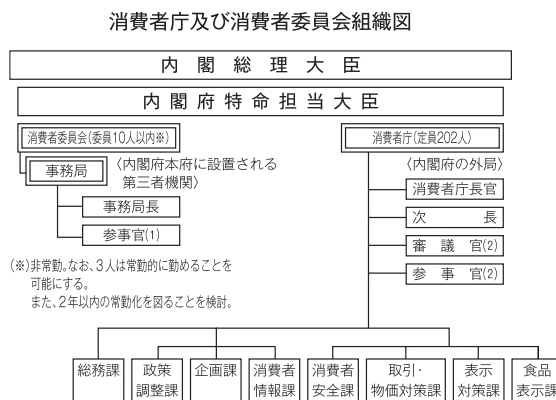 消費者庁及び消費者委員会組織図
内閣総理大臣
内閣府特命担当大臣
消費者委員会(委員10人以内※)
事務局
〈内閣府本府に設置される
第三者機関〉
事務局長
参事官(1)
(※)非常勤。なお、3人は常勤的に勤めることを
可能にする。
また、2年以内の常勤化を図ることを検討。
消費者庁(定員202人)
〈内閣府の外局〉
消費者庁長官
次長
審議官(2)
参事官(2)
総務課
政策
調整課
企画課
消費者
情報課
消費者
安全課
取引・
物価対策課
表示
対策課
食品
表示課